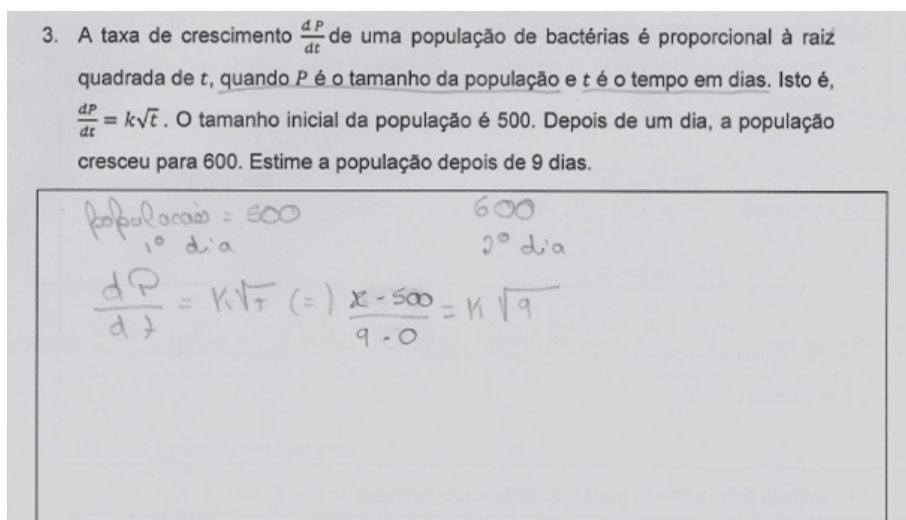 3. A taxa de crescimento dP/dt de uma população de bactérias é proporcional à raiz
quadrada de t, quando P é o tamanho da população e t é o tempo em dias. Isto é,
dP/dt = k√t. O tamanho inicial da população é 500. Depois de um dia, a população
cresceu para 600. Estime a população depois de 9 dias.
população = 500 600
1º dia 2º dia
dP/dt = K√t (=) x - 500/9 - 0 = K√9